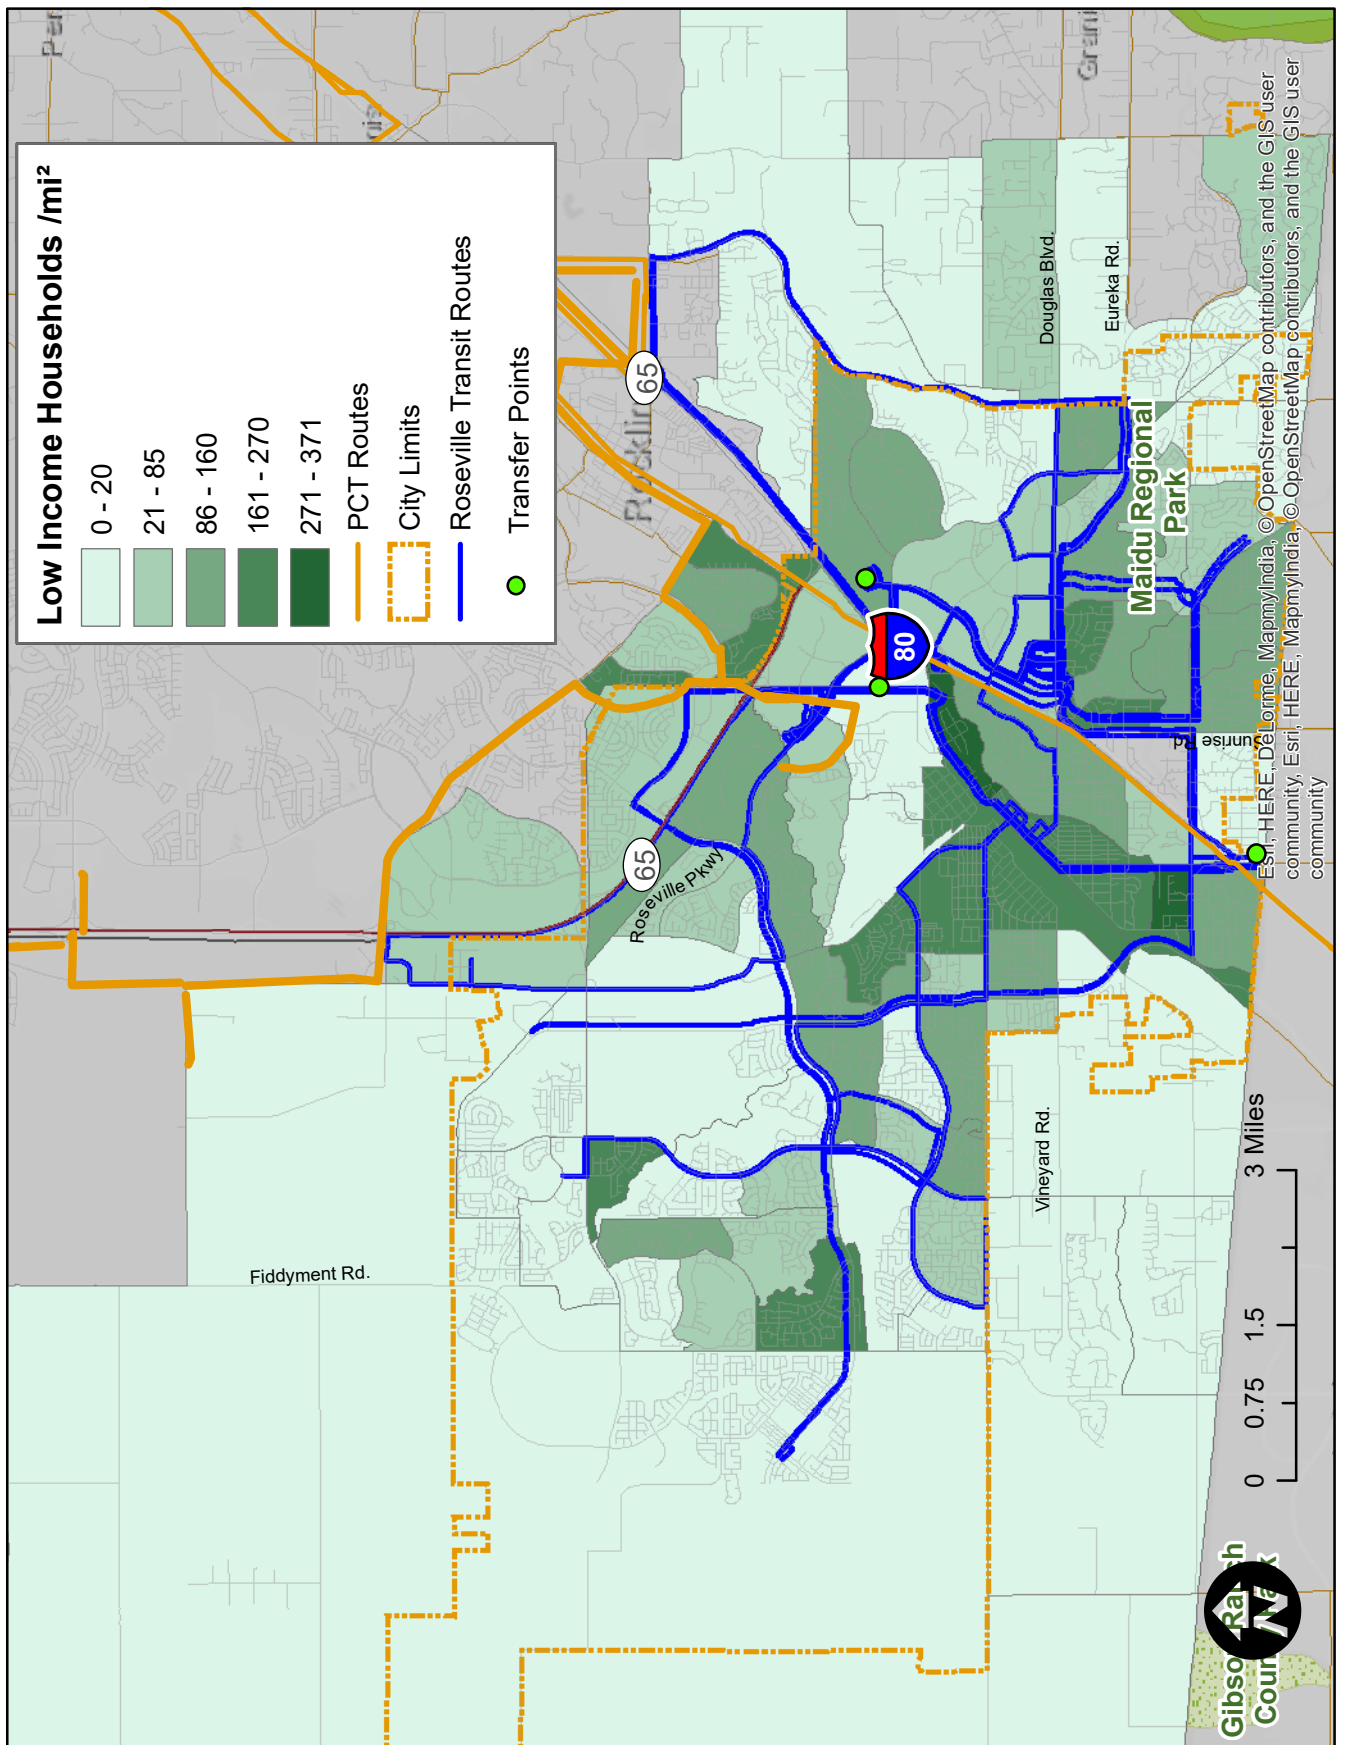 Low Income Households /mi²
0 - 20
21 - 85
86 - 160
161 - 270
271 - 371
PCT Routes
City Limits
Roseville Transit Routes
Transfer Points
65
65
80
Roseville Pkwy
Fiddyment Rd.
Vineyard Rd.
Douglas Blvd.
Eureka Rd.
Maidu Regional
Park
0 0.75 1.5 3 Miles
N
Esri, HERE, DeLorme, MapmyIndia, © OpenStreetMap contributors, and the GIS user
community, Esri, HERE, MapmyIndia, © OpenStreetMap contributors, and the GIS user
community